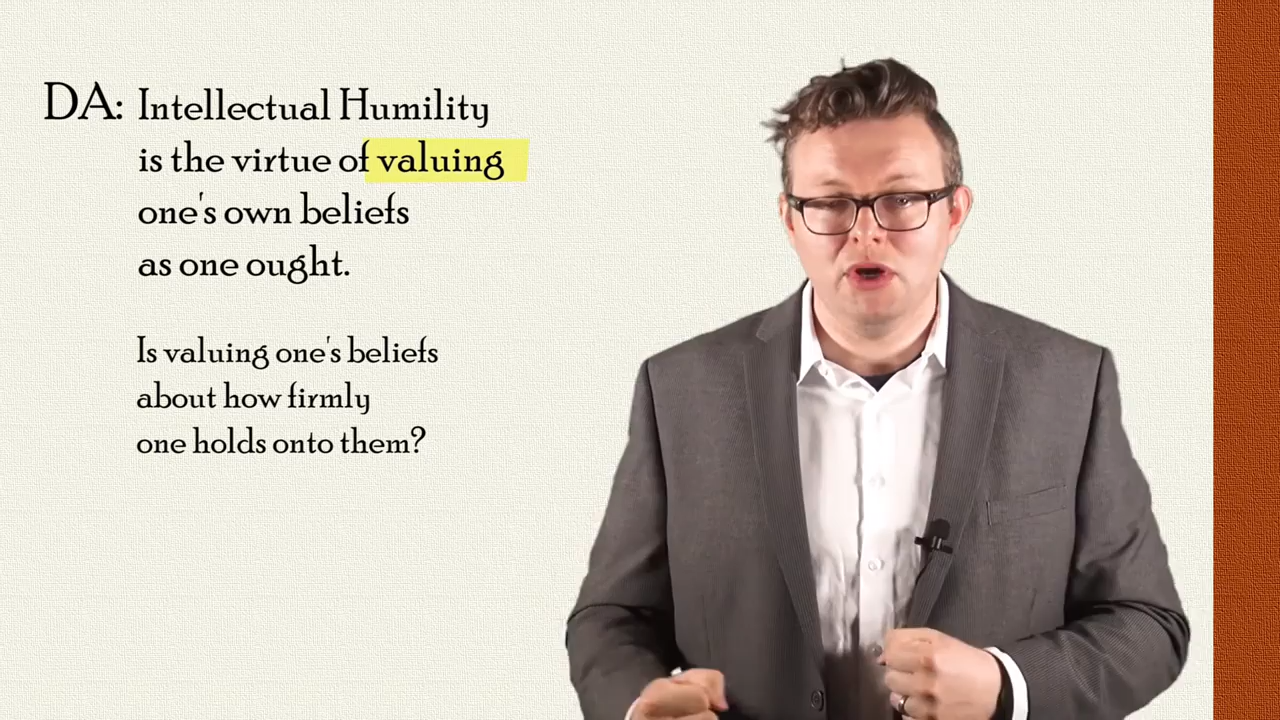 DA: Intellectual Humility
is the virtue of valuing
one's own beliefs
as one ought.
Is valuing one's beliefs
about how firmly
one holds onto them?